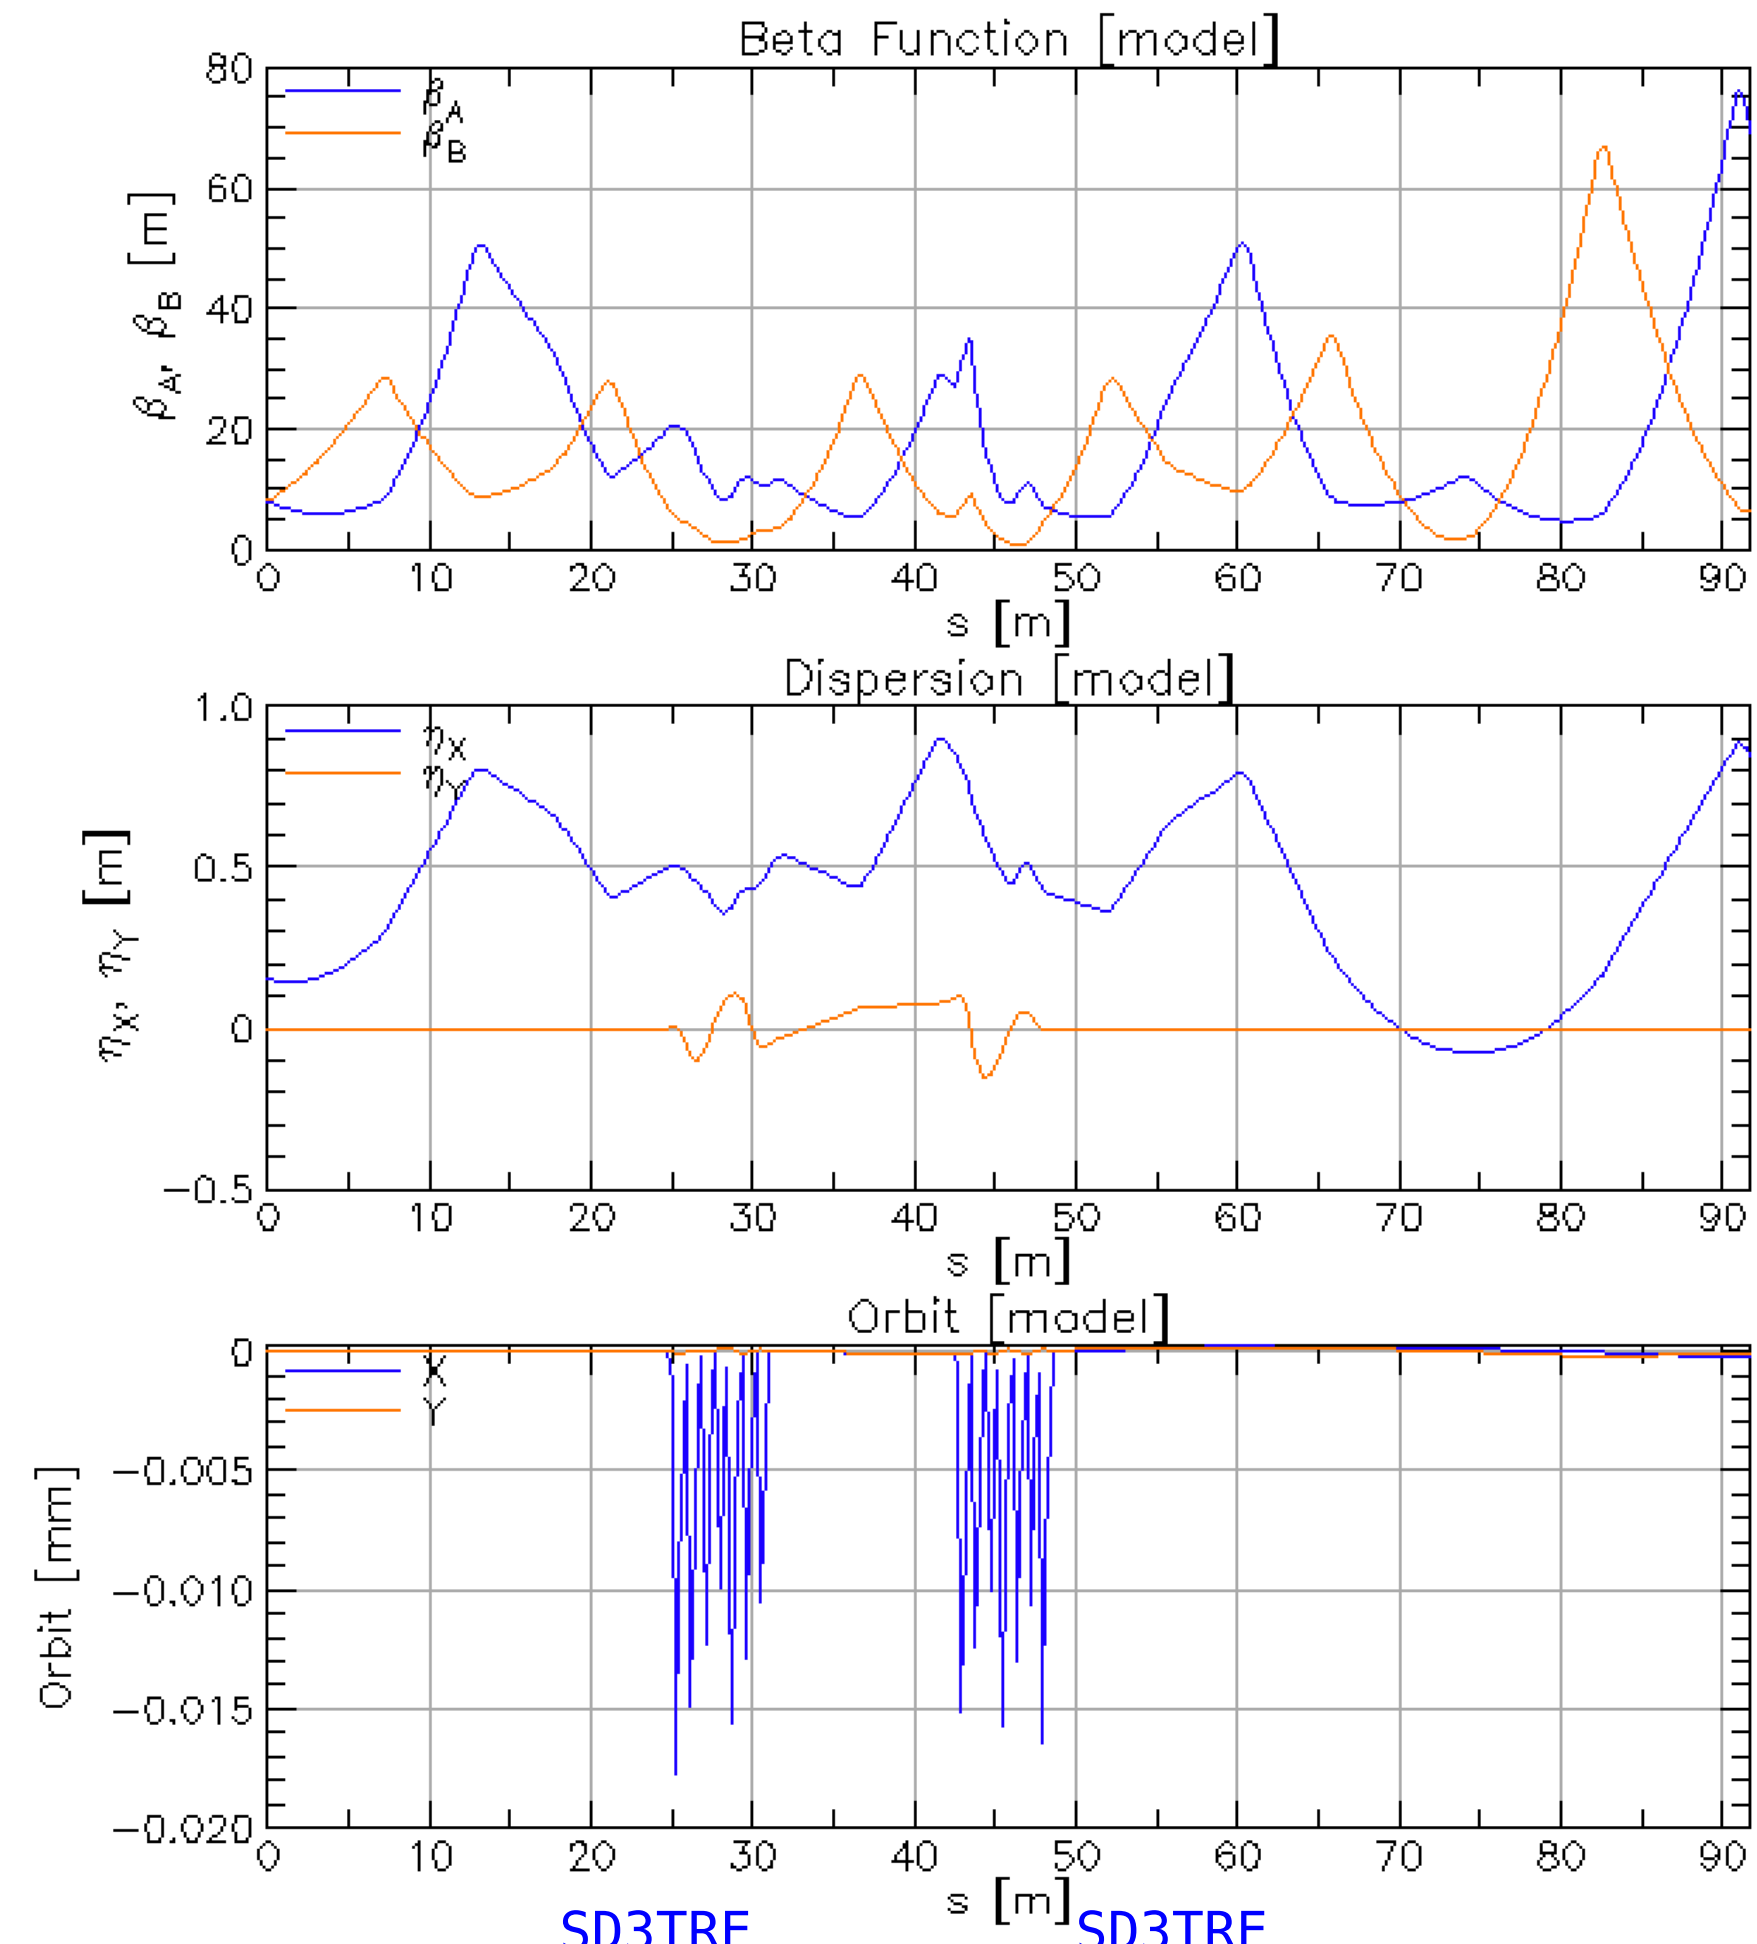 Beta Function [model]
80
60
40
20
0
β_A
β_B
β_A, β_B [m]
0 10 20 30 40 50 60 70 80 90
s [m]
Dispersion [model]
1.0
0.5
0
−0.5
η_X
η_Y
η_X, η_Y [m]
0 10 20 30 40 50 60 70 80 90
s [m]
Orbit [model]
0
−0.005
−0.010
−0.015
−0.020
X
Y
Orbit [mm]
0 10 20 30 40 50 60 70 80 90
s [m]
SD3TRE SD3TRE